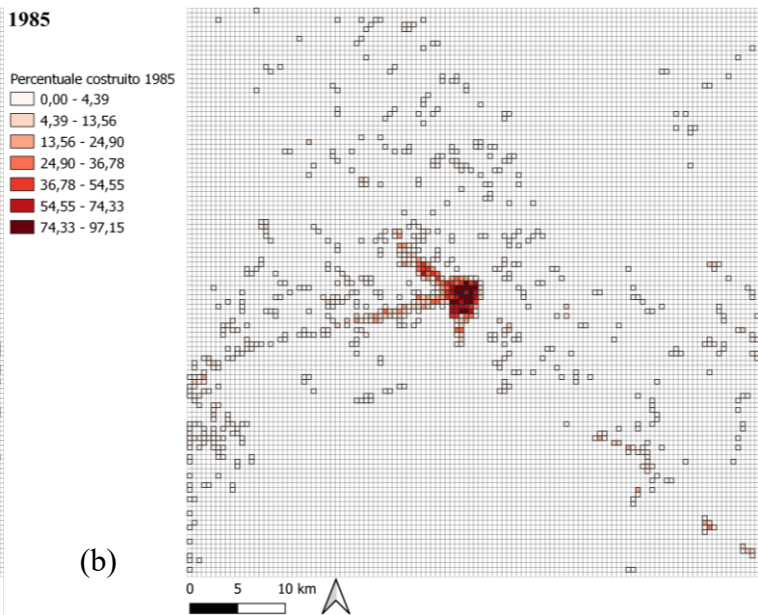 1985
Percentuale costruito 1985
0,00 - 4,39
4,39 - 13,56
13,56 - 24,90
24,90 - 36,78
36,78 - 54,55
54,55 - 74,33
74,33 - 97,15
(b)
0 5 10 km